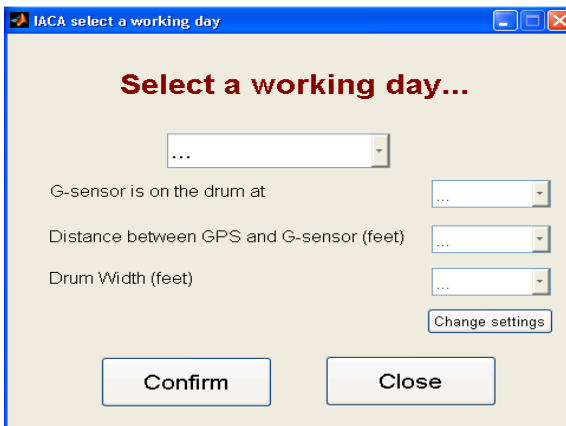 IACA select a working day
Select a working day...
...
G-sensor is on the drum at
...
Distance between GPS and G-sensor (feet)
...
Drum Width (feet)
...
Change settings
Confirm
Close